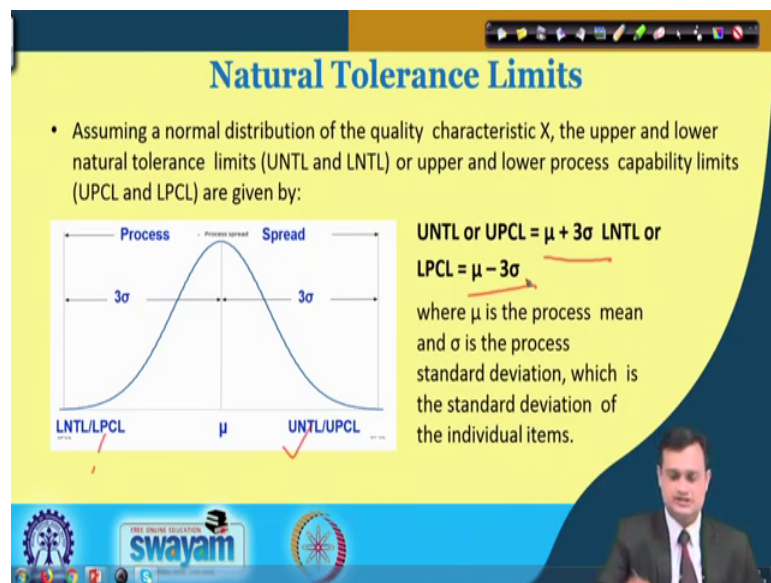 Natural Tolerance Limits
• Assuming a normal distribution of the quality characteristic X, the upper and lower
natural tolerance limits (UNTL and LNTL) or upper and lower process capability limits
(UPCL and LPCL) are given by:
Process Process spread Spread
3σ 3σ
LNTL/LPCL μ UNTL/UPCL
UNTL or UPCL = μ + 3σ LNTL or
LPCL = μ – 3σ
where μ is the process mean
and σ is the process
standard deviation, which is
the standard deviation of
the individual items.
FREE ONLINE EDUCATION
swayam